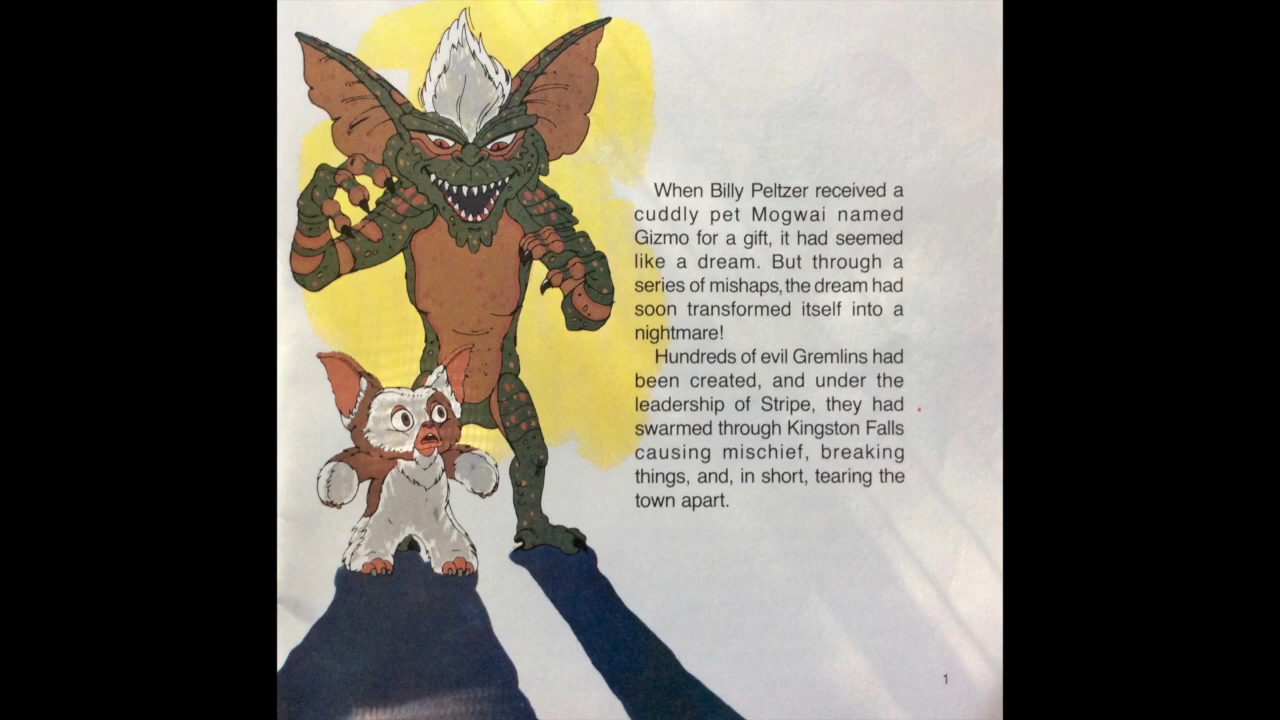 When Billy Peltzer received a
cuddly pet Mogwai named
Gizmo for a gift, it had seemed
like a dream. But through a
series of mishaps, the dream had
soon transformed itself into a
nightmare!
Hundreds of evil Gremlins had
been created, and under the
leadership of Stripe, they had
swarmed through Kingston Falls
causing mischief, breaking
things, and, in short, tearing the
town apart.
1